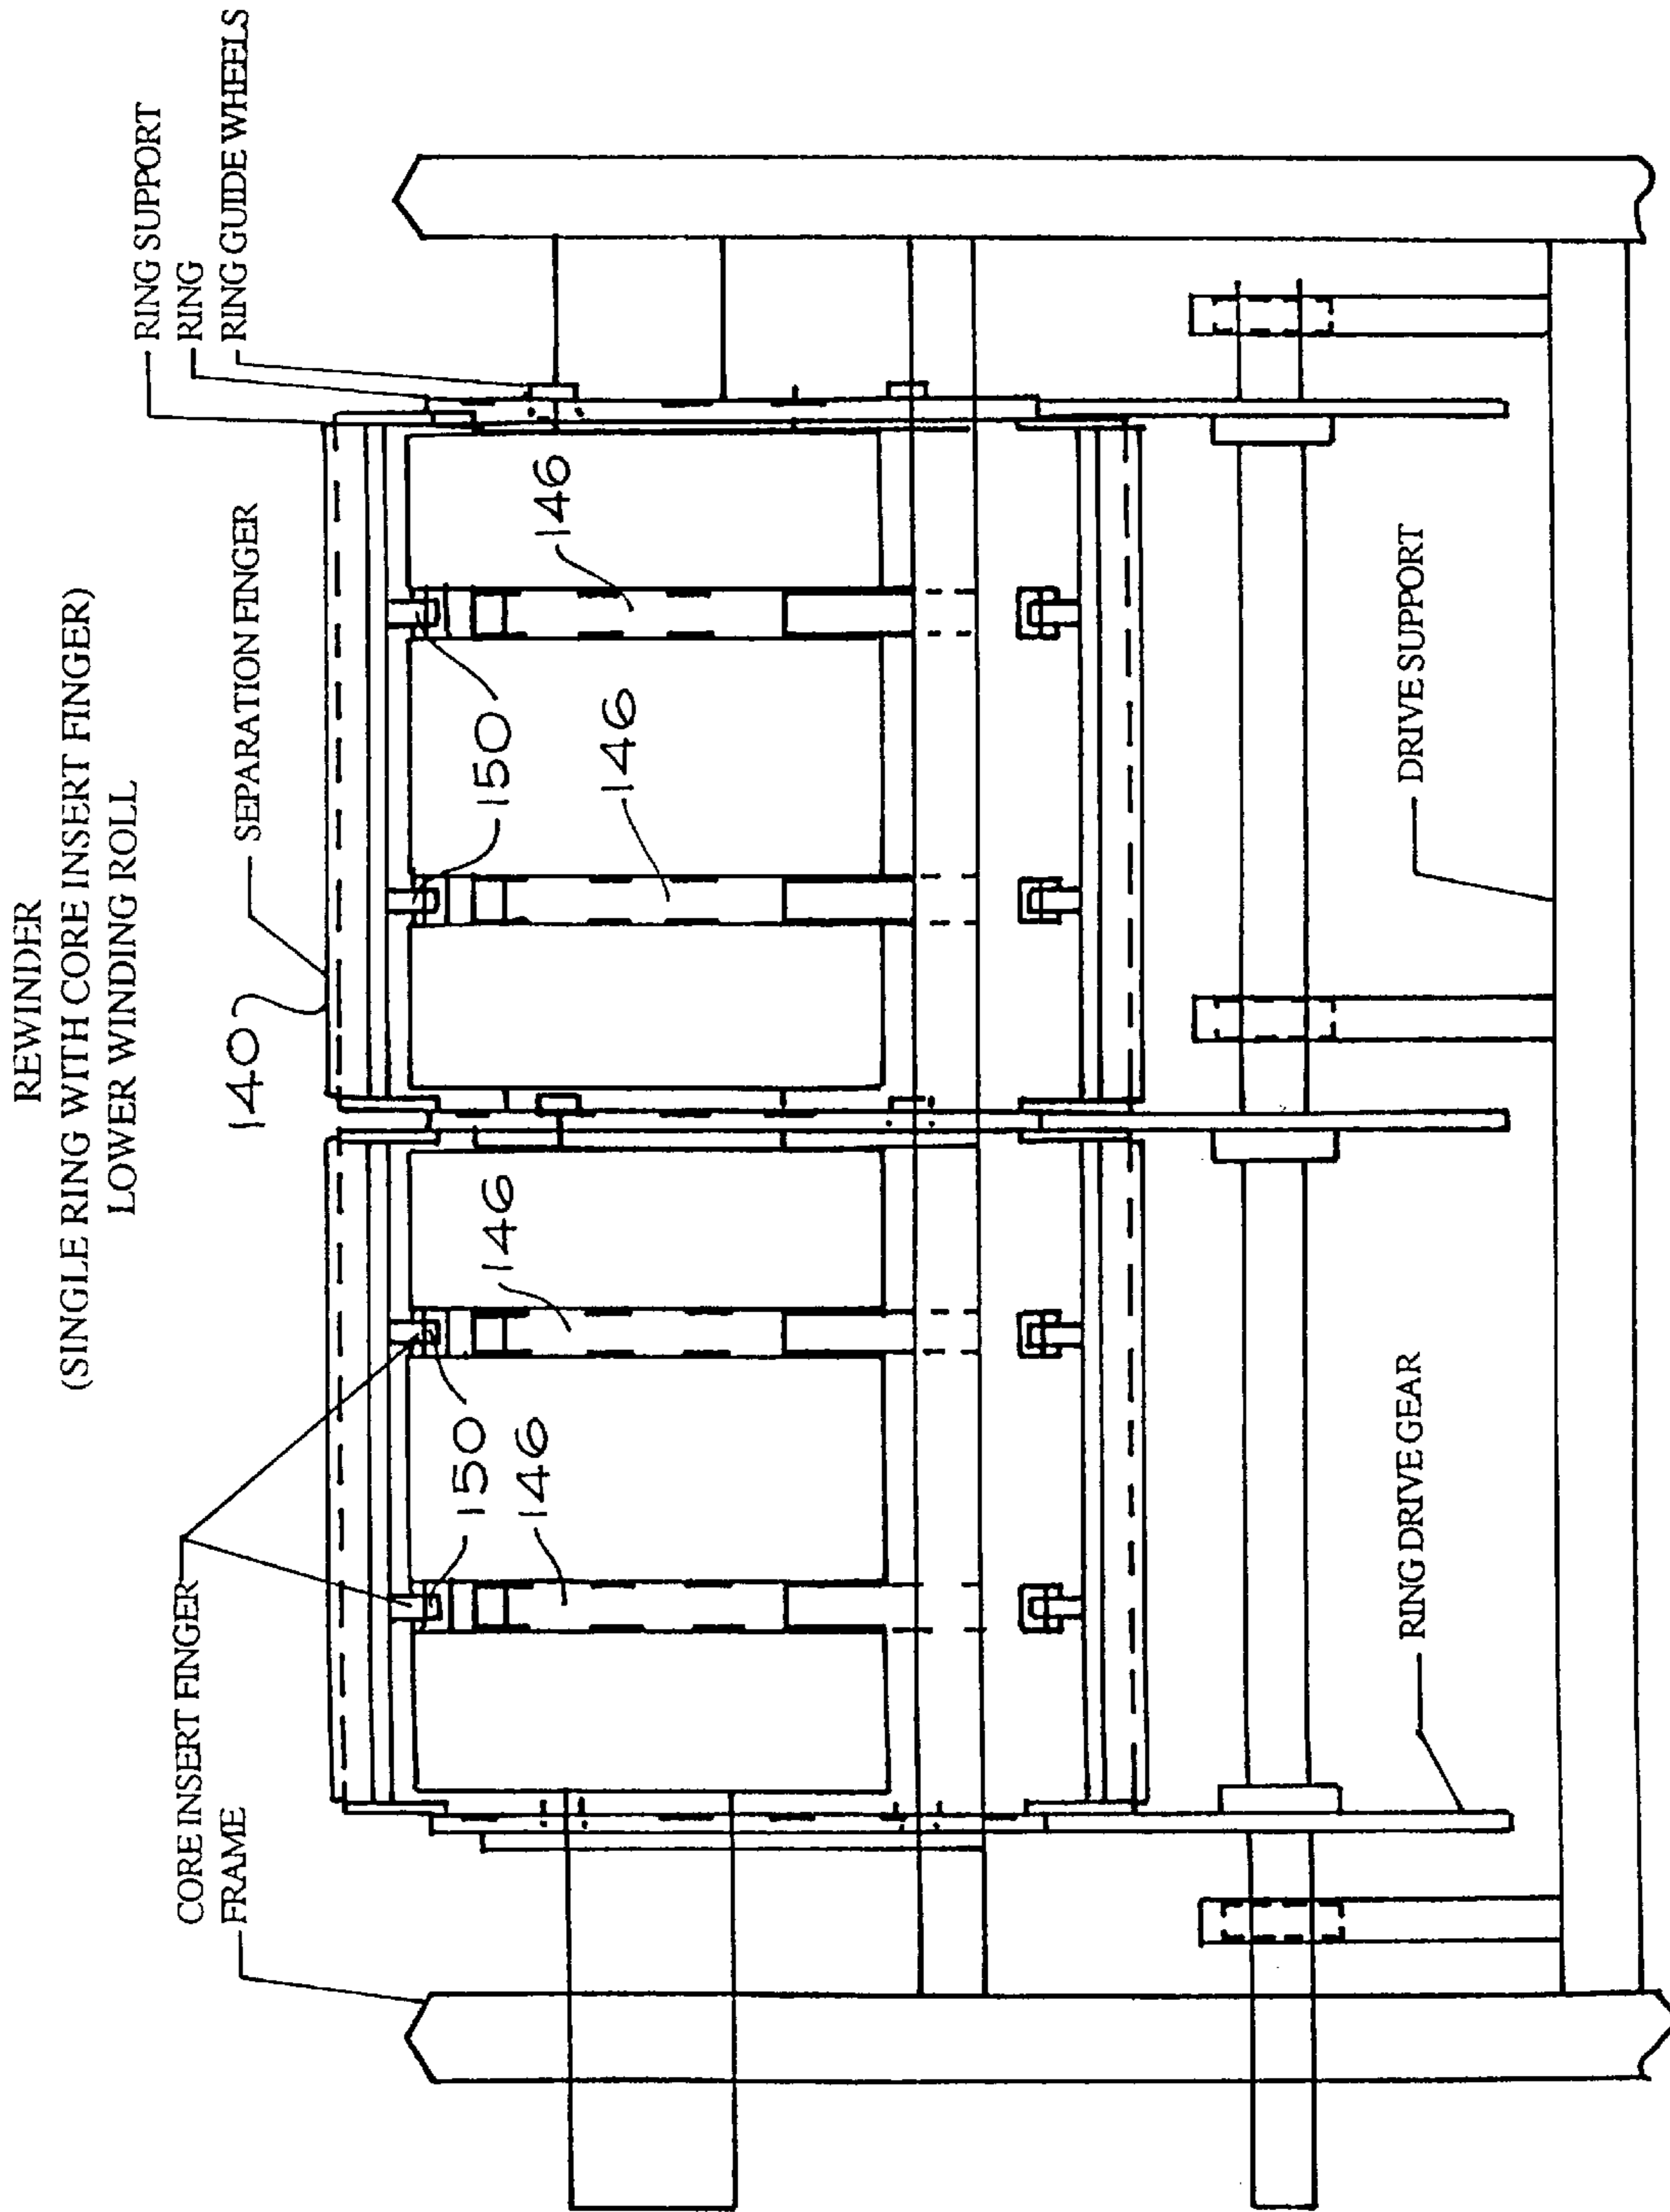 REWINDER
(SINGLE RING WITH CORE INSERT FINGER)
LOWER WINDING ROLL
CORE INSERT FINGER
FRAME
140
SEPARATION FINGER
RING SUPPORT
RING
RING GUIDE WHEELS
150
146
146
150
146
146
RING DRIVE GEAR
DRIVE SUPPORT